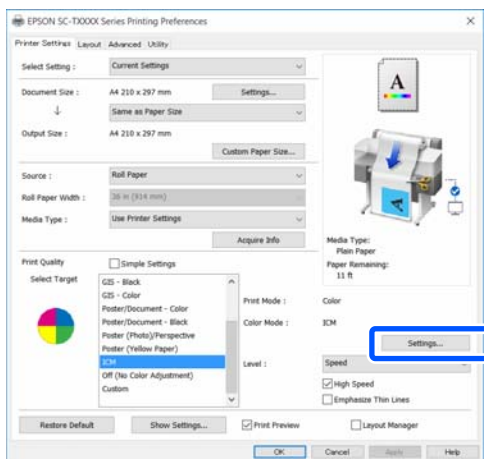 EPSON SC-TXXXX Series Printing Preferences
Printer Settings Layout Advanced Utility
Select Setting : Current Settings
Document Size : A4 210 x 297 mm Settings...
Same as Paper Size
Output Size : A4 210 x 297 mm
Custom Paper Size...
A
Source : Roll Paper
Roll Paper Width : 36 in (914 mm)
Media Type : Use Printer Settings
Acquire Info
Media Type:
Plain Paper
Paper Remaining:
11 ft
Print Quality Simple Settings
Select Target
GIS - Black
GIS - Color
Poster/Document - Color
Poster/Document - Black
Poster (Photo)/Perspective
Poster (Yellow Paper)
ICM
Off (No Color Adjustment)
Custom
Print Mode : Color
Color Mode : ICM
Settings...
Level : Speed
High Speed
Emphasize Thin Lines
Restore Default Show Settings... Print Preview Layout Manager
OK Cancel Apply Help